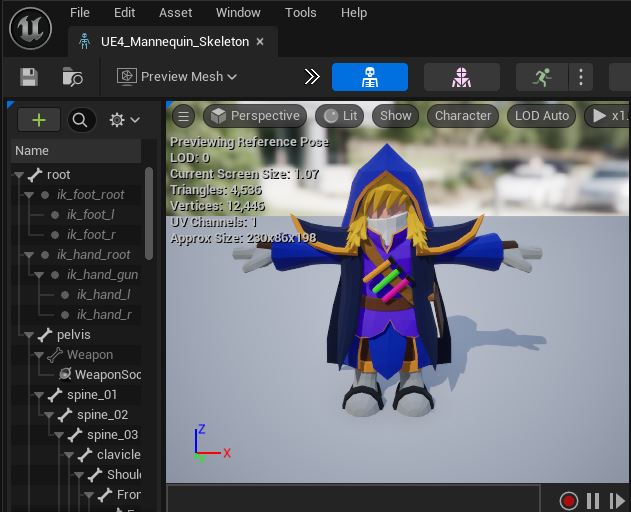 File Edit Asset Window Tools Help
UE4_Mannequin_Skeleton
Preview Mesh
Perspective Lit Show Character LOD Auto x1.
Name
root
ik_foot_root
ik_foot_l
ik_foot_r
ik_hand_root
ik_hand_gun
ik_hand_l
ik_hand_r
pelvis
Weapon
WeaponSoc
spine_01
spine_02
spine_03
clavicle
Shoul
Fron
Previewing Reference Pose
LOD: 0
Current Screen Size: 1.07
Triangles: 4,536
Vertices: 12,446
UV Channels: 1
Approx Size: 230x86x198
Z
X